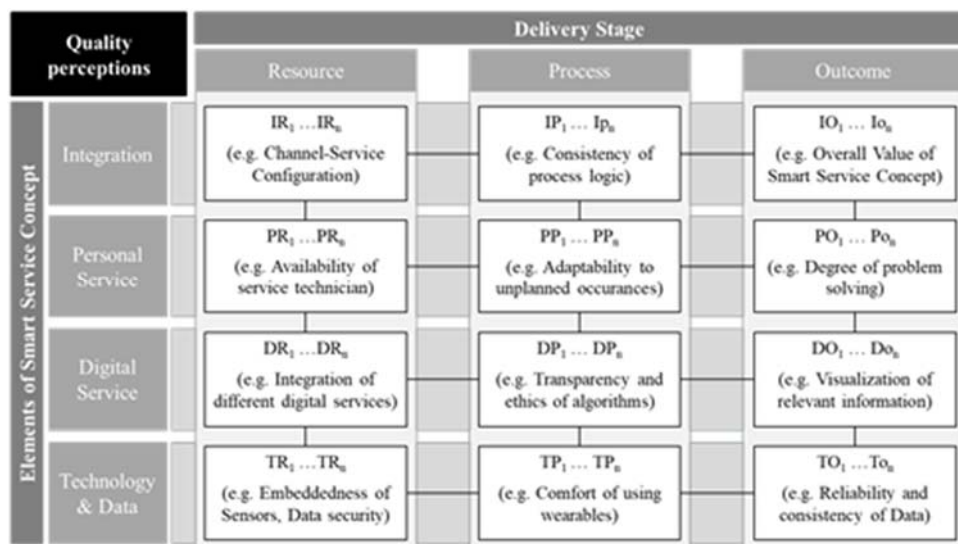 Quality
perceptions
Delivery Stage
Resource
Process
Outcome
Elements of Smart Service Concept
Integration
IR₁ …IRₙ
(e.g. Channel-Service
Configuration)
IP₁ … Ipₙ
(e.g. Consistency of
process logic)
IO₁ … Ioₙ
(e.g. Overall Value of
Smart Service Concept)
Personal
Service
PR₁ …PRₙ
(e.g. Availability of
service technician)
PP₁ … PPₙ
(e.g. Adaptability to
unplanned occurances)
PO₁ … Poₙ
(e.g. Degree of problem
solving)
Digital
Service
DR₁ …DRₙ
(e.g. Integration of
different digital services)
DP₁ … DPₙ
(e.g. Transparency and
ethics of algorithms)
DO₁ … Doₙ
(e.g. Visualization of
relevant information)
Technology
& Data
TR₁ …TRₙ
(e.g. Embeddedness of
Sensors, Data security)
TP₁ … TPₙ
(e.g. Comfort of using
wearables)
TO₁ …Toₙ
(e.g. Reliability and
consistency of Data)